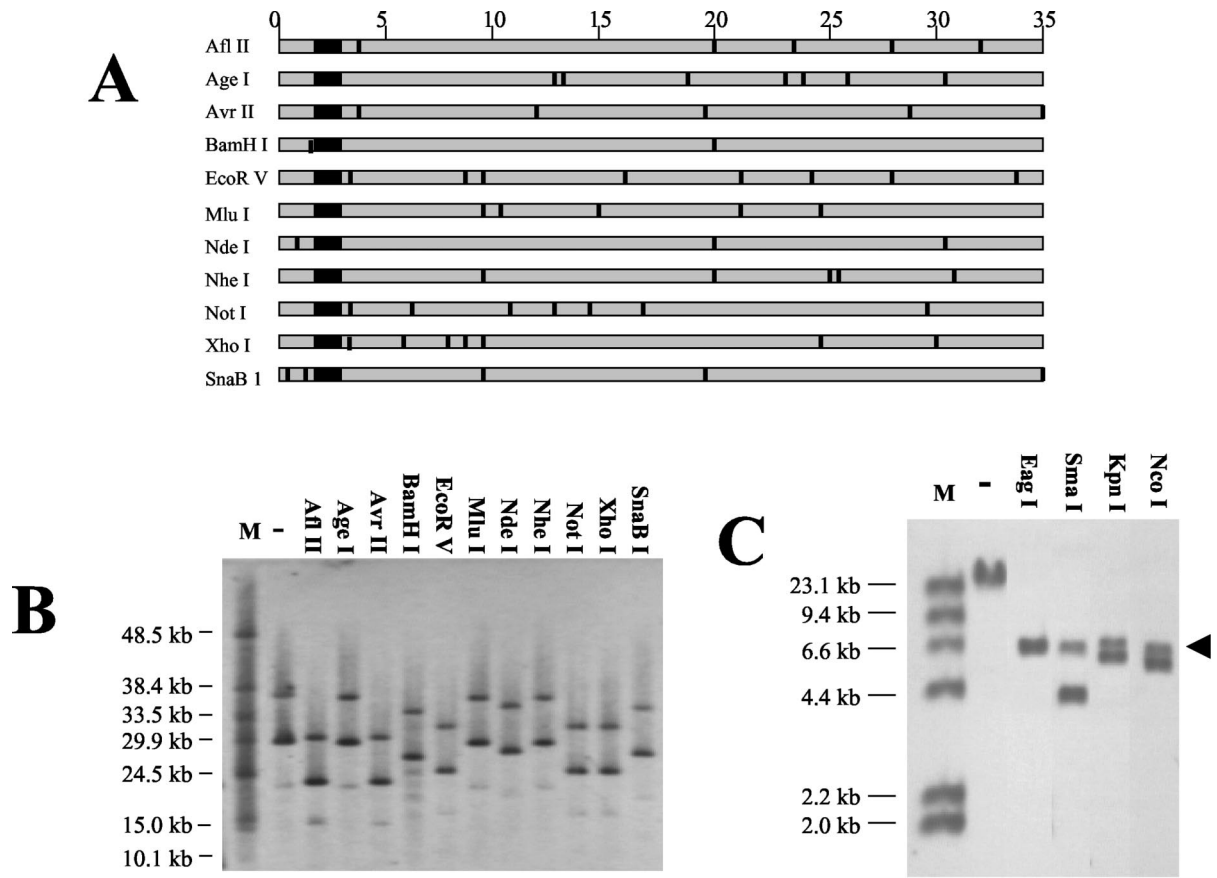 0 5 10 15 20 25 30 35
A
Afl II
Age I
Avr II
BamH I
EcoR V
Mlu I
Nde I
Nhe I
Not I
Xho I
SnaB 1
B
M - Afl II Age I Avr II BamH I EcoR V Mlu I Nde I Nhe I Not I Xho I SnaB I
48.5 kb
38.4 kb
33.5 kb
29.9 kb
24.5 kb
15.0 kb
10.1 kb
C
M - Eag I Sma I Kpn I Nco I
23.1 kb
9.4 kb
6.6 kb
4.4 kb
2.2 kb
2.0 kb